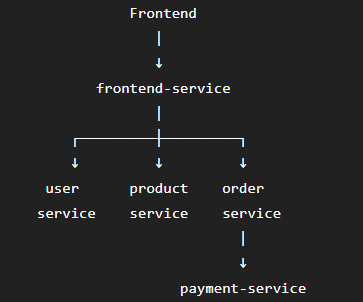 Frontend
frontend-service
user product order
service service service
payment-service